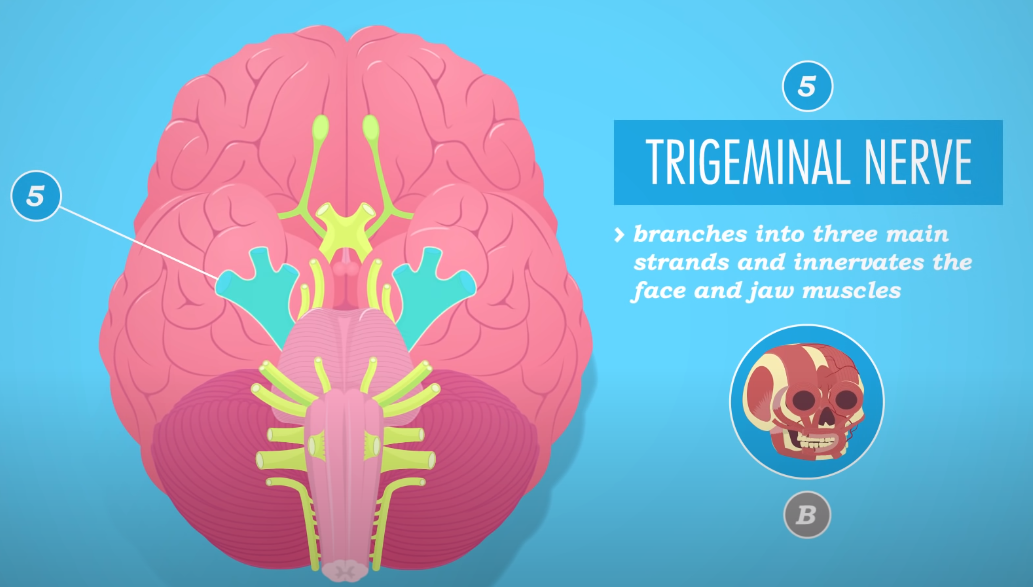 5
5
TRIGEMINAL NERVE
› branches into three main
strands and innervates the
face and jaw muscles
B